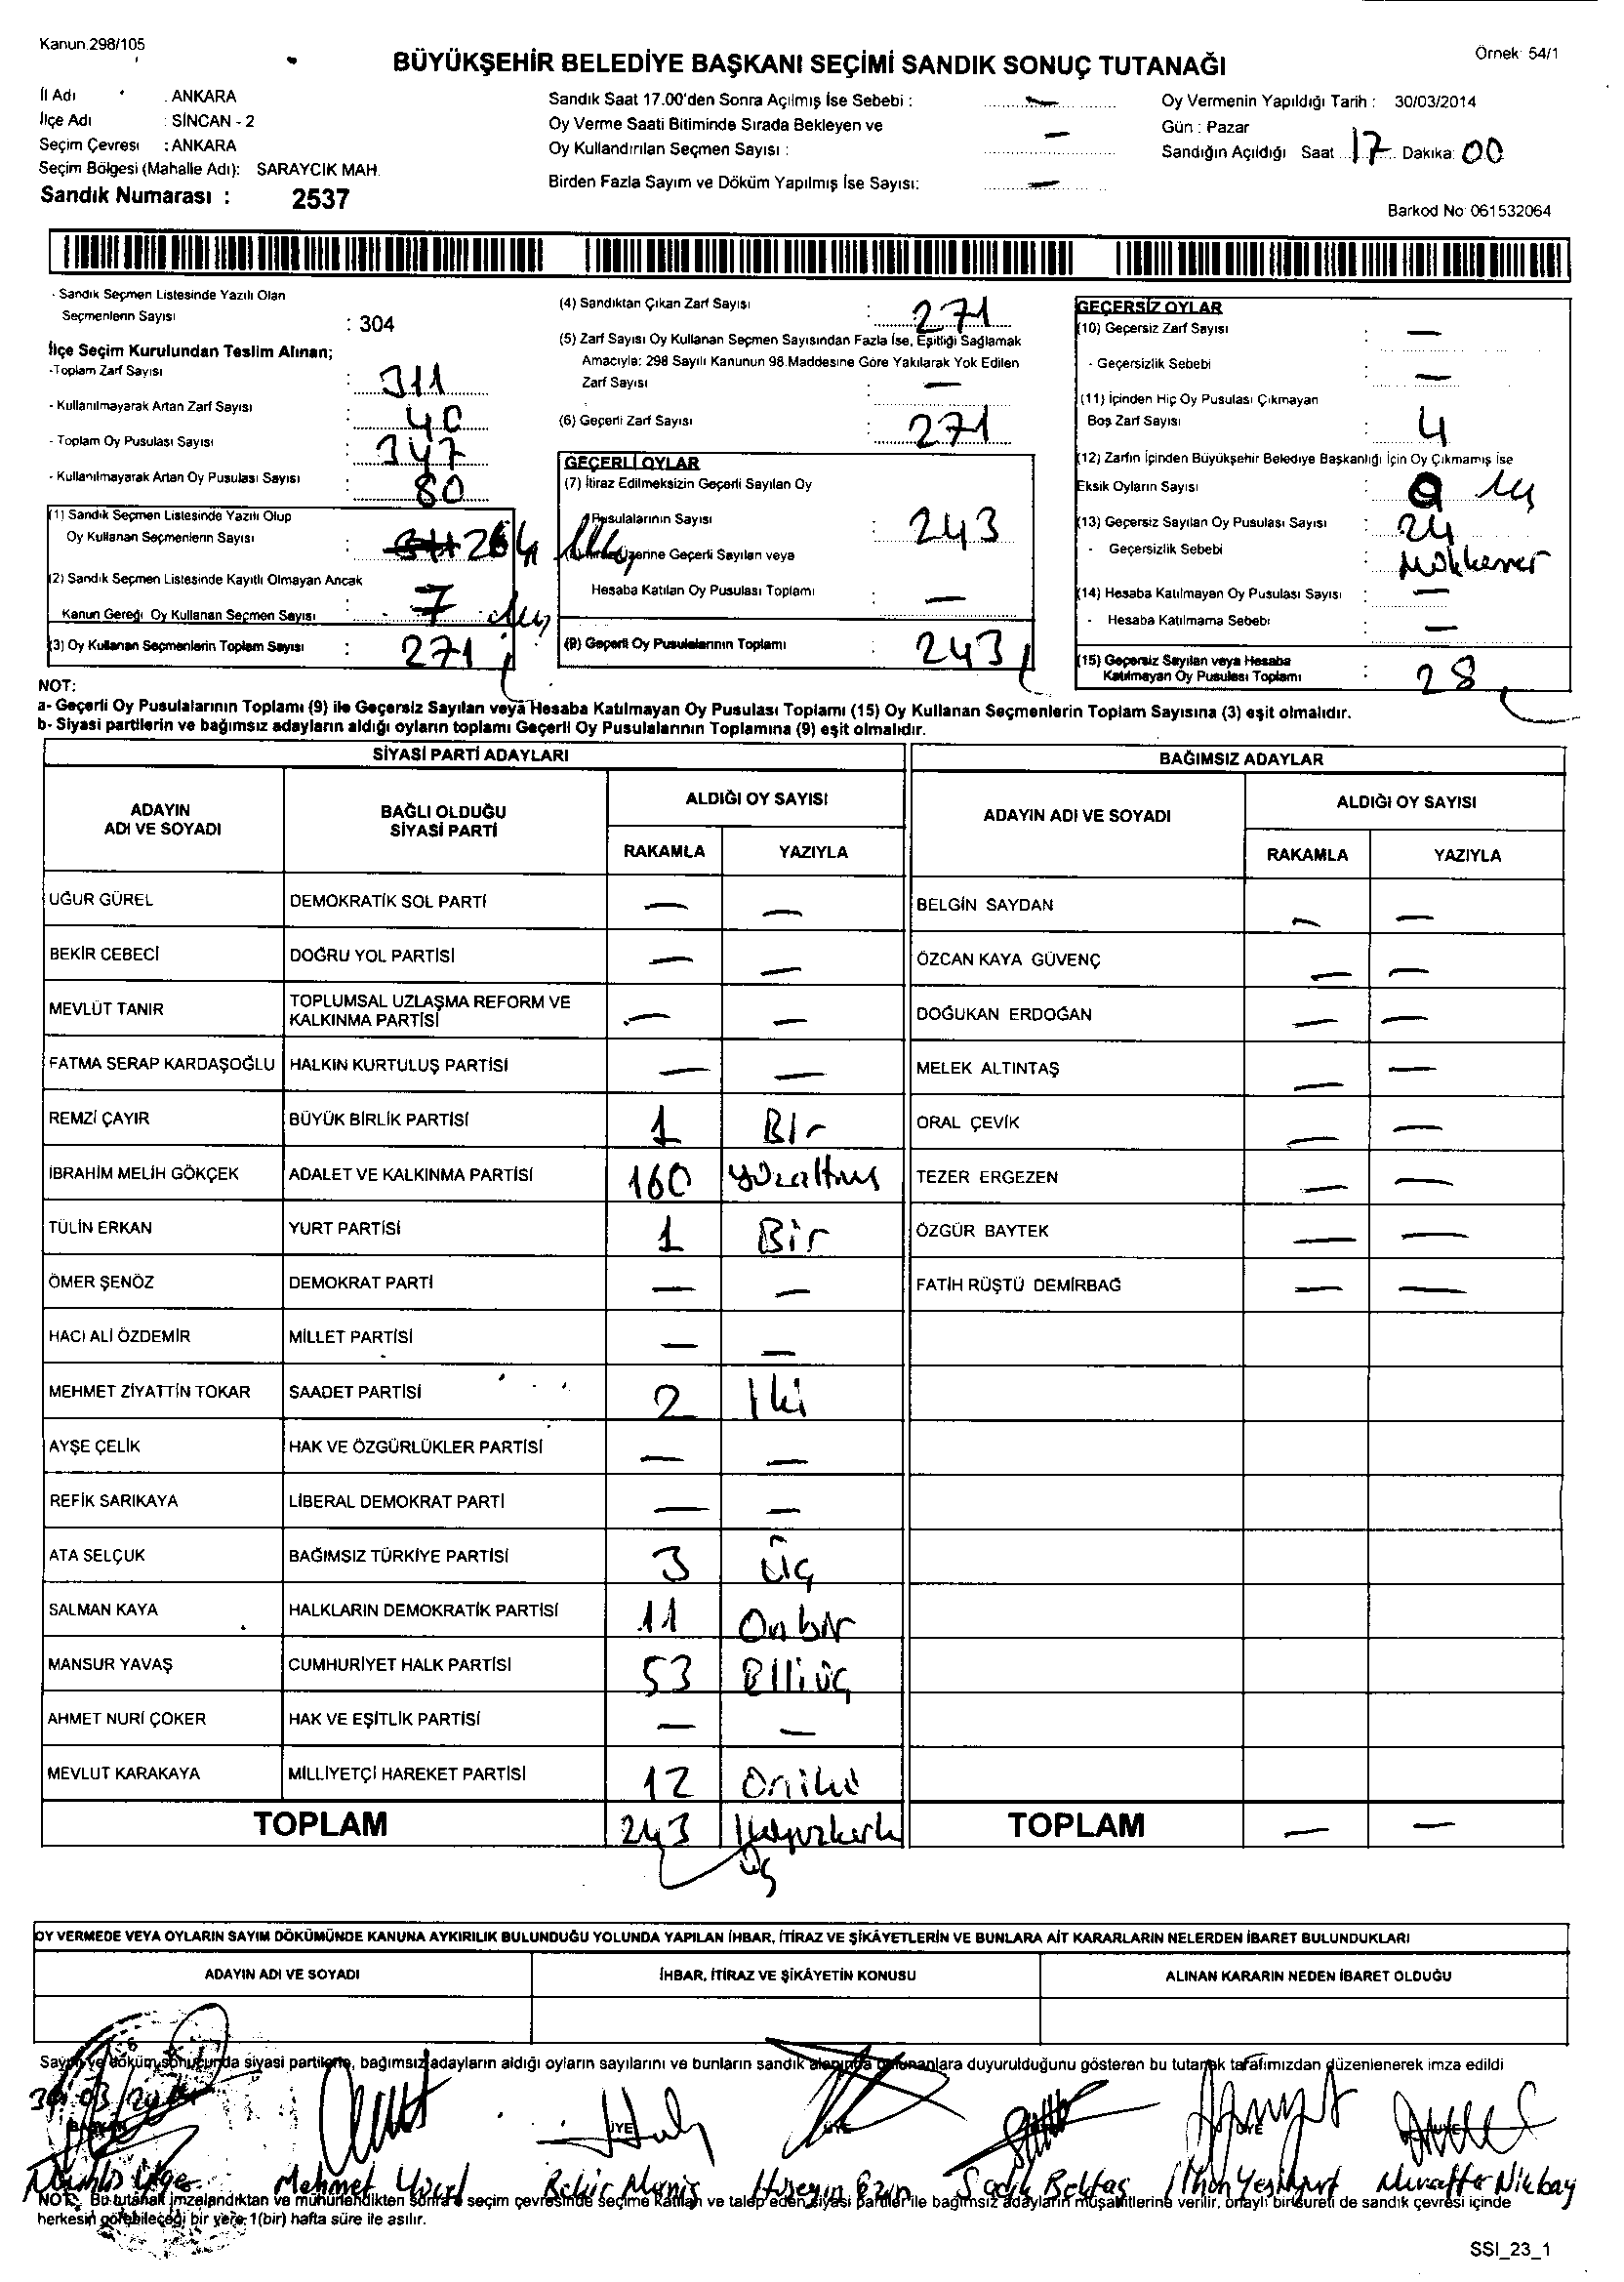 Kanun.298/105
BÜYÜKŞEHİR BELEDİYE BAŞKANI SEÇİMİ SANDIK SONUÇ TUTANAĞI
Örnek: 54/1
İl Adı : ANKARA
İlçe Adı : SİNCAN - 2
Seçim Çevresi : ANKARA
Seçim Bölgesi (Mahalle Adı): SARAYCIK MAH.
Sandık Numarası : 2537
Sandık Saat 17.00'den Sonra Açılmış İse Sebebi : —
Oy Verme Saati Bitiminde Sırada Bekleyen ve
Oy Kullandırılan Seçmen Sayısı : —
Birden Fazla Sayım ve Döküm Yapılmış İse Sayısı: —
Oy Vermenin Yapıldığı Tarih : 30/03/2014
Gün : Pazar
Sandığın Açıldığı Saat 17 Dakika: 00
Barkod No: 061532064
- Sandık Seçmen Listesinde Yazılı Olan
Seçmenlerin Sayısı : 304
İlçe Seçim Kurulundan Teslim Alınan;
-Toplam Zarf Sayısı : 311
- Kullanılmayarak Artan Zarf Sayısı : 40
- Toplam Oy Pusulası Sayısı : 347
- Kullanılmayarak Artan Oy Pusulası Sayısı : 80
(1) Sandık Seçmen Listesinde Yazılı Olup
Oy Kullanan Seçmenlerin Sayısı : 264
(2) Sandık Seçmen Listesinde Kayıtlı Olmayan Ancak
Kanun Gereği Oy Kullanan Seçmen Sayısı : 7
(3) Oy Kullanan Seçmenlerin Toplam Sayısı : 271
(4) Sandıktan Çıkan Zarf Sayısı : 271
(5) Zarf Sayısı Oy Kullanan Seçmen Sayısından Fazla İse, Eşitliği Sağlamak
Amacıyla: 298 Sayılı Kanunun 98.Maddesine Göre Yakılarak Yok Edilen
Zarf Sayısı : —
(6) Geçerli Zarf Sayısı : 271
GEÇERLİ OYLAR
(7) İtiraz Edilmeksizin Geçerli Sayılan Oy
Pusulalarının Sayısı : 243
Üzerine Geçerli Sayılan veya
Hesaba Katılan Oy Pusulası Toplamı : —
(9) Geçerli Oy Pusulalarının Toplamı : 243
GEÇERSİZ OYLAR
(10) Geçersiz Zarf Sayısı : —
- Geçersizlik Sebebi : —
(11) İçinden Hiç Oy Pusulası Çıkmayan
Boş Zarf Sayısı : 4
(12) Zarfın İçinden Büyükşehir Belediye Başkanlığı İçin Oy Çıkmamış İse
Eksik Oyların Sayısı :
(13) Geçersiz Sayılan Oy Pusulası Sayısı : 24
- Geçersizlik Sebebi : Mükkerrer
(14) Hesaba Katılmayan Oy Pusulası Sayısı : —
- Hesaba Katılmama Sebebi : —
(15) Geçersiz Sayılan veya Hesaba
Katılmayan Oy Pusulası Toplamı : 28
NOT:
a- Geçerli Oy Pusulalarının Toplamı (9) ile Geçersiz Sayılan veya Hesaba Katılmayan Oy Pusulası Toplamı (15) Oy Kullanan Seçmenlerin Toplam Sayısına (3) eşit olmalıdır.
b- Siyasi partilerin ve bağımsız adayların aldığı oyların toplamı Geçerli Oy Pusulalarının Toplamına (9) eşit olmalıdır.
SİYASİ PARTİ ADAYLARI
ADAYIN ADI VE SOYADI
BAĞLI OLDUĞU SİYASİ PARTİ
ALDIĞI OY SAYISI
RAKAMLA YAZIYLA
UĞUR GÜREL DEMOKRATİK SOL PARTİ — —
BEKİR CEBECİ DOĞRU YOL PARTİSİ — —
MEVLÜT TANIR TOPLUMSAL UZLAŞMA REFORM VE KALKINMA PARTİSİ — —
FATMA SERAP KARDAŞOĞLU HALKIN KURTULUŞ PARTİSİ — —
REMZİ ÇAYIR BÜYÜK BİRLİK PARTİSİ 1 Bir
İBRAHİM MELİH GÖKÇEK ADALET VE KALKINMA PARTİSİ 160 yüzaltmış
TÜLİN ERKAN YURT PARTİSİ 1 Bir
ÖMER ŞENÖZ DEMOKRAT PARTİ — —
HACI ALİ ÖZDEMİR MİLLET PARTİSİ — —
MEHMET ZİYATTİN TOKAR SAADET PARTİSİ 2 İki
AYŞE ÇELİK HAK VE ÖZGÜRLÜKLER PARTİSİ — —
REFİK SARIKAYA LİBERAL DEMOKRAT PARTİ — —
ATA SELÇUK BAĞIMSIZ TÜRKİYE PARTİSİ 3 Üç
SALMAN KAYA HALKLARIN DEMOKRATİK PARTİSİ 11 Onbir
MANSUR YAVAŞ CUMHURİYET HALK PARTİSİ 53 Elliüç
AHMET NURİ ÇOKER HAK VE EŞİTLİK PARTİSİ — —
MEVLUT KARAKAYA MİLLİYETÇİ HAREKET PARTİSİ 12 Oniki
TOPLAM 243 İkiyüzkırk
Üç
BAĞIMSIZ ADAYLAR
ADAYIN ADI VE SOYADI
ALDIĞI OY SAYISI
RAKAMLA YAZIYLA
BELGİN SAYDAN — —
ÖZCAN KAYA GÜVENÇ — —
DOĞUKAN ERDOĞAN — —
MELEK ALTINTAŞ — —
ORAL ÇEVİK — —
TEZER ERGEZEN — —
ÖZGÜR BAYTEK — —
FATİH RÜŞTÜ DEMİRBAĞ — —
TOPLAM — —
OY VERMEDE VEYA OYLARIN SAYIM DÖKÜMÜNDE KANUNA AYKIRILIK BULUNDUĞU YOLUNDA YAPILAN İHBAR, İTİRAZ VE ŞİKÂYETLERİN VE BUNLARA AİT KARARLARIN NELERDEN İBARET BULUNDUKLARI
ADAYIN ADI VE SOYADI
İHBAR, İTİRAZ VE ŞİKÂYETİN KONUSU
ALINAN KARARIN NEDEN İBARET OLDUĞU
Sayım ve döküm sonucunda siyasi partilerin, bağımsız adayların aldığı oyların sayılarını ve bunların sandık alanında bulunanlara duyurulduğunu gösteren bu tutanak tarafımızdan düzenlenerek imza edildi
30/03/2014
BAŞKAN ÜYE ÜYE ÜYE
Mehmet Yücel Bekir Hüseyin Sadık Bektaş İlhan Yeşilyurt Muzaffer
NOT: Bu tutanak imzalandıktan ve mühürlendikten sonra seçim çevresinde seçime katılan ve talep eden siyasi partiler ile bağımsız adayların müşahitlerine verilir, onaylı bir sureti de sandık çevresi içinde
herkesin görebileceği bir yere 1(bir) hafta süre ile asılır.
SSI_23_1